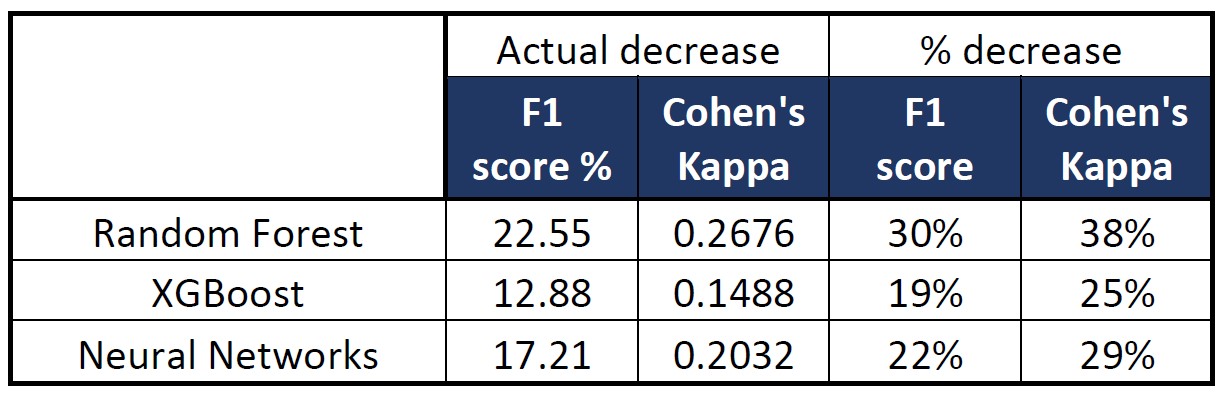 Actual decrease % decrease
F1 score % Cohen's Kappa F1 score Cohen's Kappa
Random Forest 22.55 0.2676 30% 38%
XGBoost 12.88 0.1488 19% 25%
Neural Networks 17.21 0.2032 22% 29%